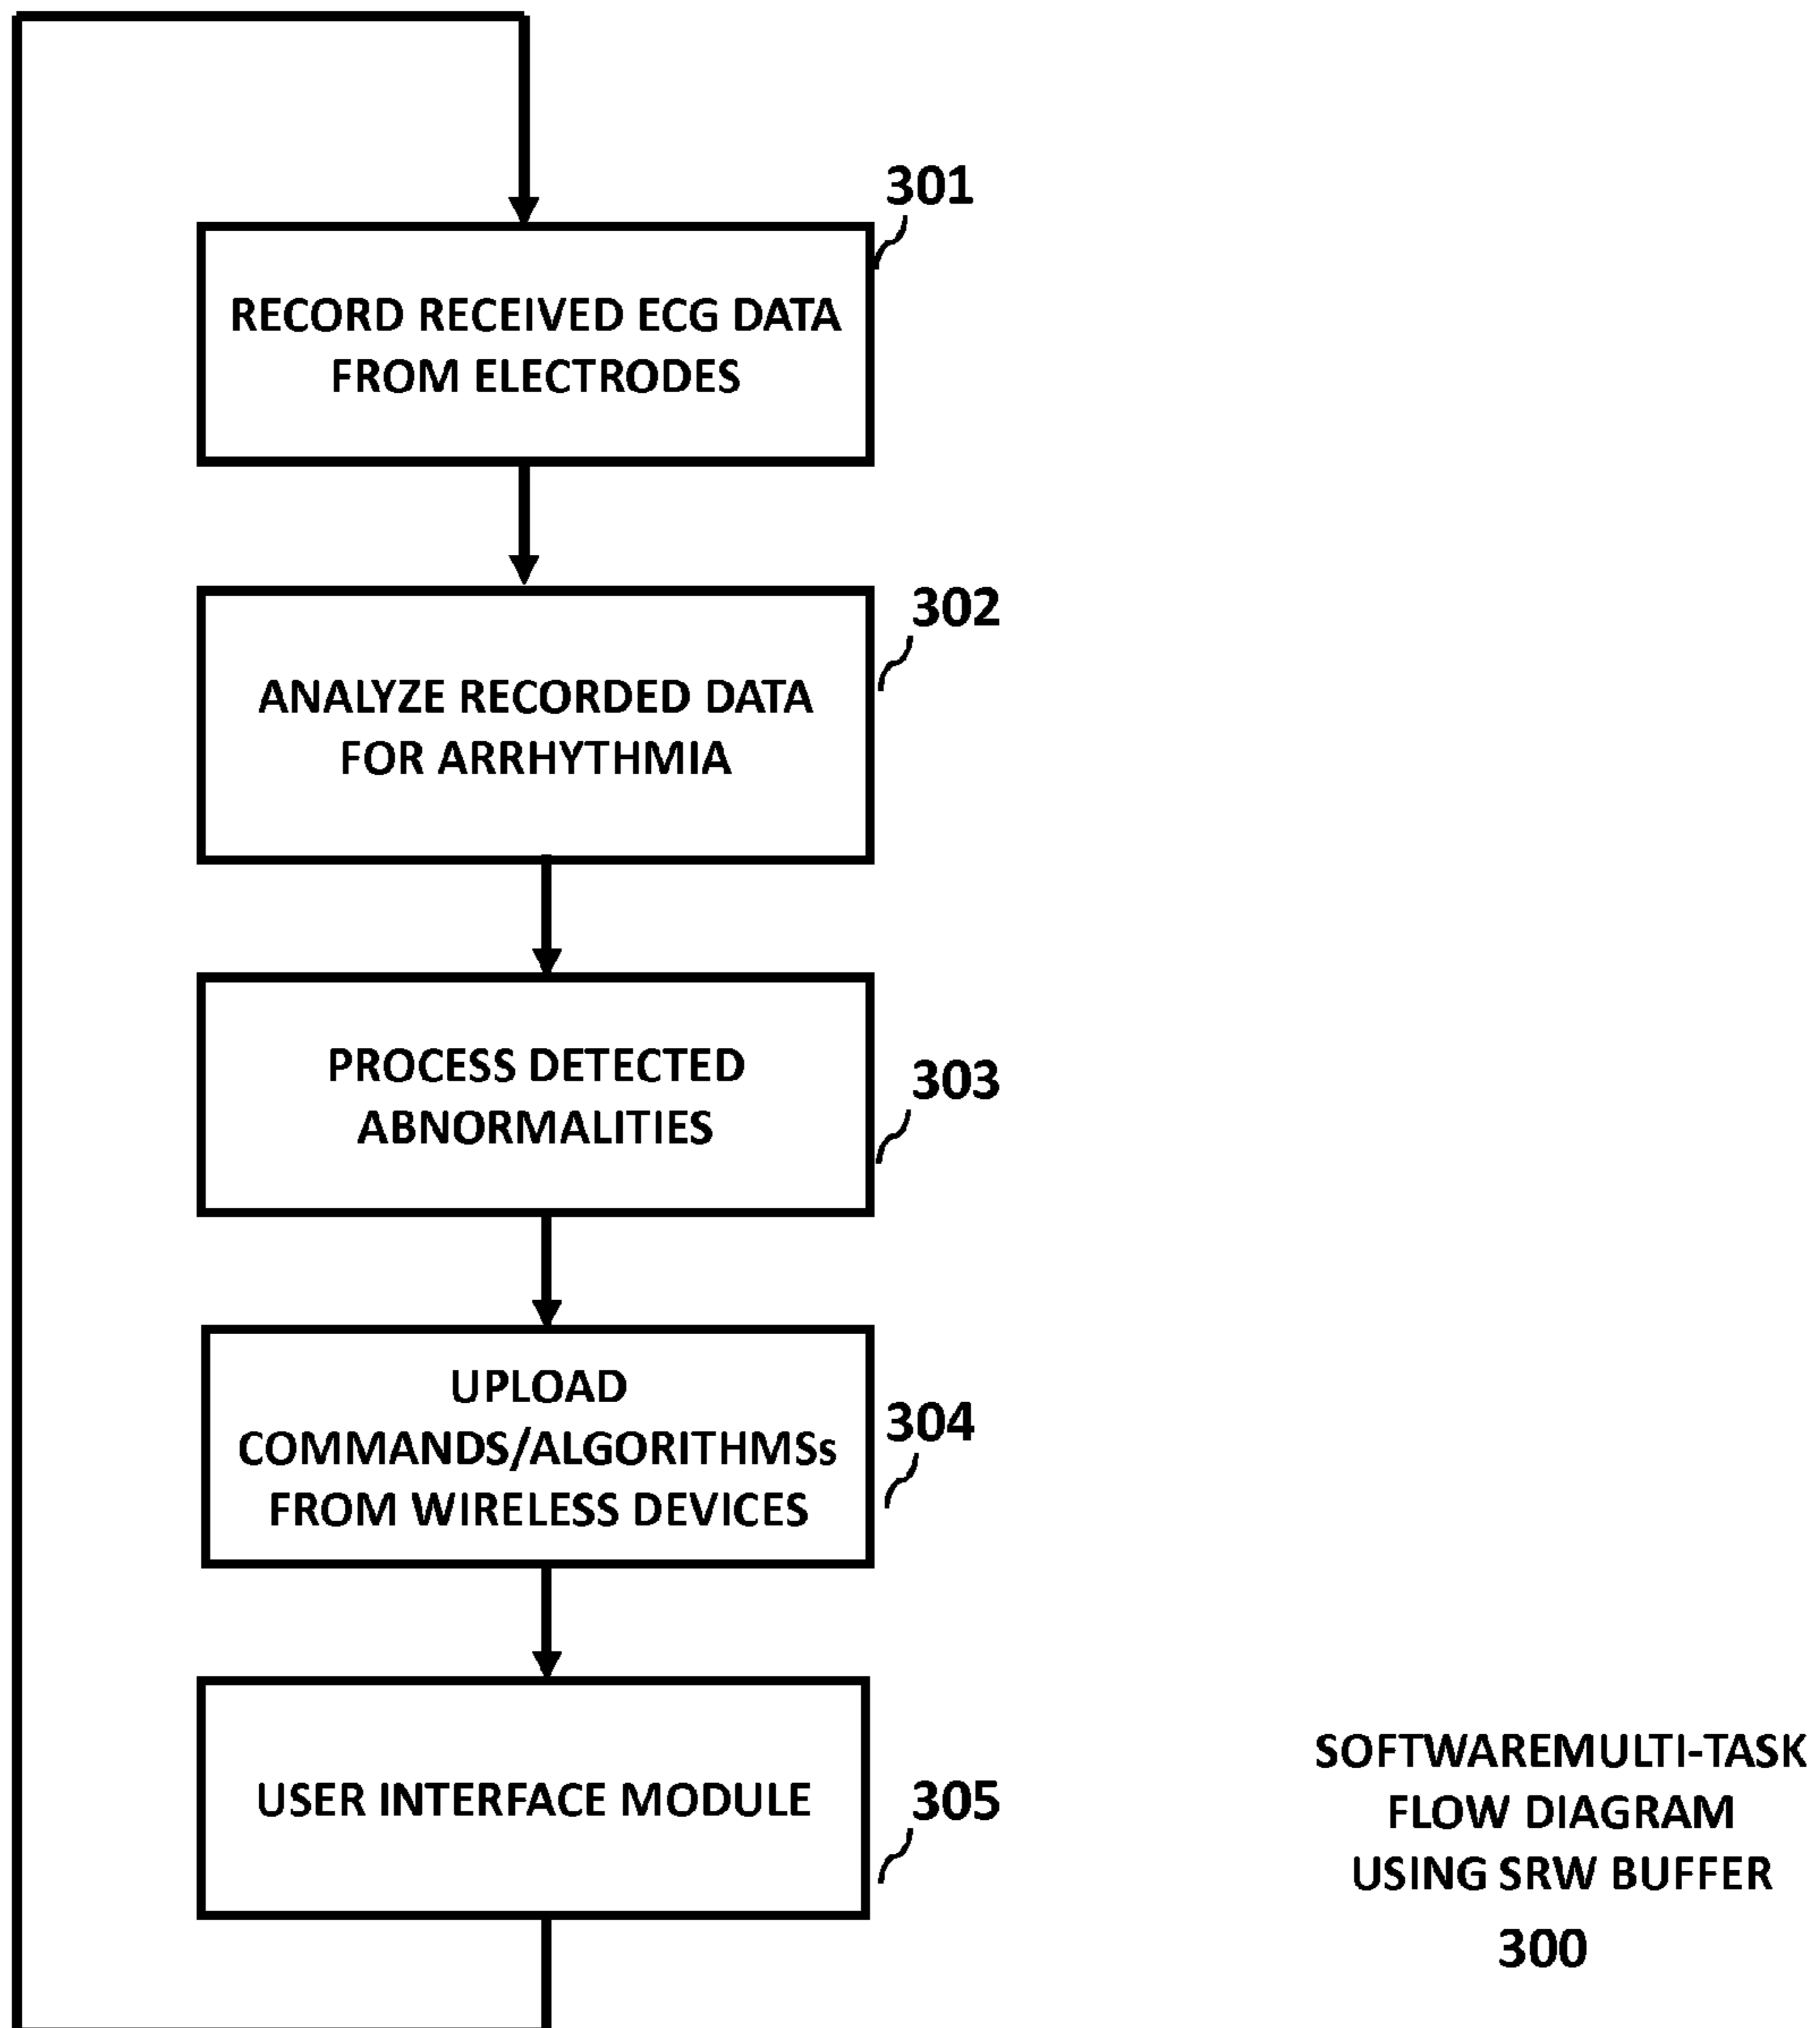 301
RECORD RECEIVED ECG DATA
FROM ELECTRODES
302
ANALYZE RECORDED DATA
FOR ARRHYTHMIA
PROCESS DETECTED
ABNORMALITIES
303
UPLOAD
COMMANDS/ALGORITHMSs
FROM WIRELESS DEVICES
304
USER INTERFACE MODULE
305
SOFTWAREMULTI-TASK
FLOW DIAGRAM
USING SRW BUFFER
300